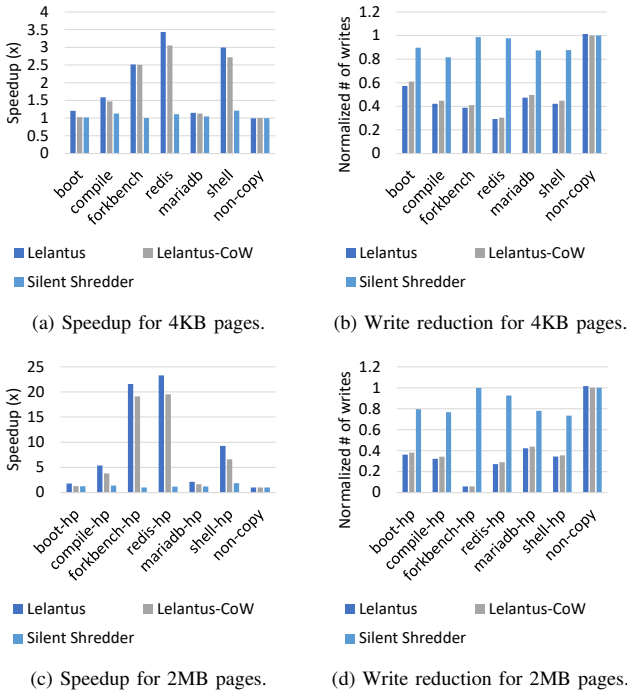 Speedup (x)
4
3.5
3
2.5
2
1.5
1
0.5
0
boot
compile
forkbench
redis
mariadb
shell
non-copy
Lelantus
Lelantus-CoW
Silent Shredder
(a) Speedup for 4KB pages.
Normalized # of writes
1.2
1
0.8
0.6
0.4
0.2
0
boot
compile
forkbench
redis
mariadb
shell
non-copy
Lelantus
Lelantus-CoW
Silent Shredder
(b) Write reduction for 4KB pages.
Speedup (x)
25
20
15
10
5
0
boot-hp
compile-hp
forkbench-hp
redis-hp
mariadb-hp
shell-hp
non-copy
Lelantus
Lelantus-CoW
Silent Shredder
(c) Speedup for 2MB pages.
Normalized # of writes
1.2
1
0.8
0.6
0.4
0.2
0
boot-hp
compile-hp
forkbench-hp
redis-hp
mariadb-hp
shell-hp
non-copy
Lelantus
Lelantus-CoW
Silent Shredder
(d) Write reduction for 2MB pages.